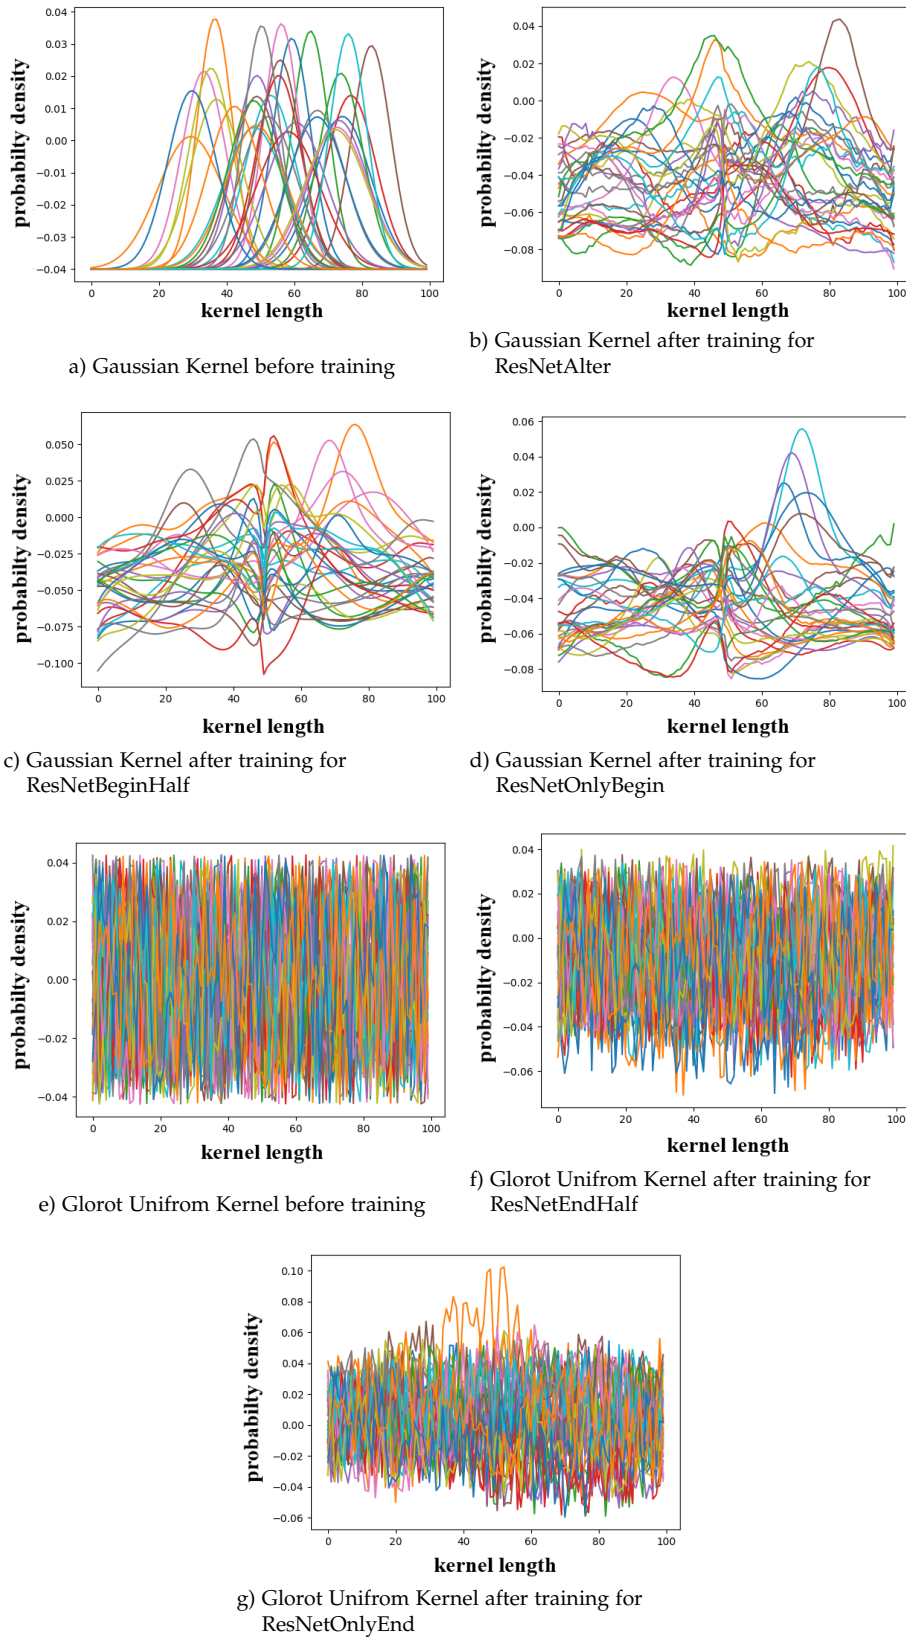 0.04
0.03
0.02
0.01
0.00
−0.01
−0.02
−0.03
−0.04
probabilty density
0 20 40 60 80 100
kernel length
a) Gaussian Kernel before training
0.04
0.02
0.00
−0.02
−0.04
−0.06
−0.08
probabilty density
0 20 40 60 80 100
kernel length
b) Gaussian Kernel after training for
ResNetAlter
0.050
0.025
0.000
−0.025
−0.050
−0.075
−0.100
probabilty density
0 20 40 60 80 100
kernel length
c) Gaussian Kernel after training for
ResNetBeginHalf
0.06
0.04
0.02
0.00
−0.02
−0.04
−0.06
−0.08
probabilty density
0 20 40 60 80 100
kernel length
d) Gaussian Kernel after training for
ResNetOnlyBegin
0.04
0.02
0.00
−0.02
−0.04
probabilty density
0 20 40 60 80 100
kernel length
e) Glorot Unifrom Kernel before training
0.04
0.02
0.00
−0.02
−0.04
−0.06
probabilty density
0 20 40 60 80 100
kernel length
f) Glorot Unifrom Kernel after training for
ResNetEndHalf
0.10
0.08
0.06
0.04
0.02
0.00
−0.02
−0.04
−0.06
probabilty density
0 20 40 60 80 100
kernel length
g) Glorot Unifrom Kernel after training for
ResNetOnlyEnd